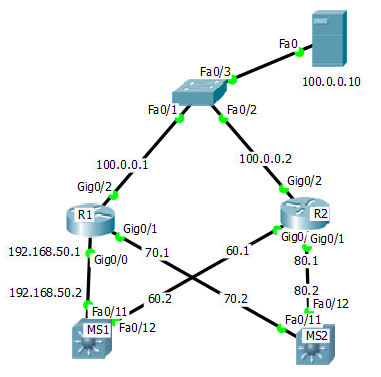 Fa0
Fa0/3
100.0.0.10
Fa0/1
Fa0/2
100.0.0.1
100.0.0.2
Gig0/2
Gig0/2
R1
R2
Gig0/1
Gig0/
Gig0/1
192.168.50.1
70.1
60.1
80.1
Gig0/0
192.168.50.2
60.2
70.2
80.2
Fa0/11
Fa0/12
Fa0/12
Fa0/11
MS1
MS2